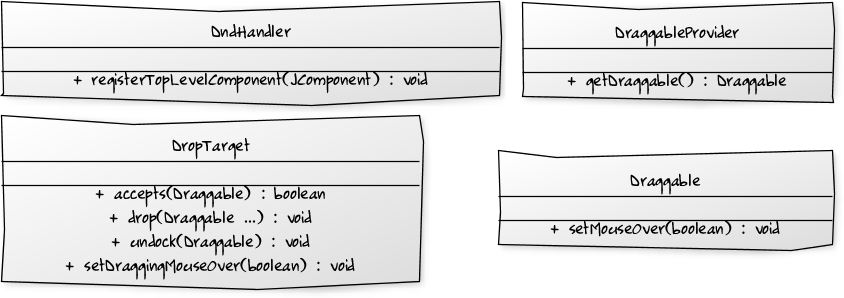 DndHandler
+ registerTopLevelComponent(JComponent) : void
DraggableProvider
+ getDraggable() : Draggable
DropTarget
+ accepts(Draggable) : boolean
+ drop(Draggable ...) : void
+ undock(Draggable) : void
+ setDraggingMouseOver(boolean) : void
Draggable
+ setMouseOver(boolean) : void